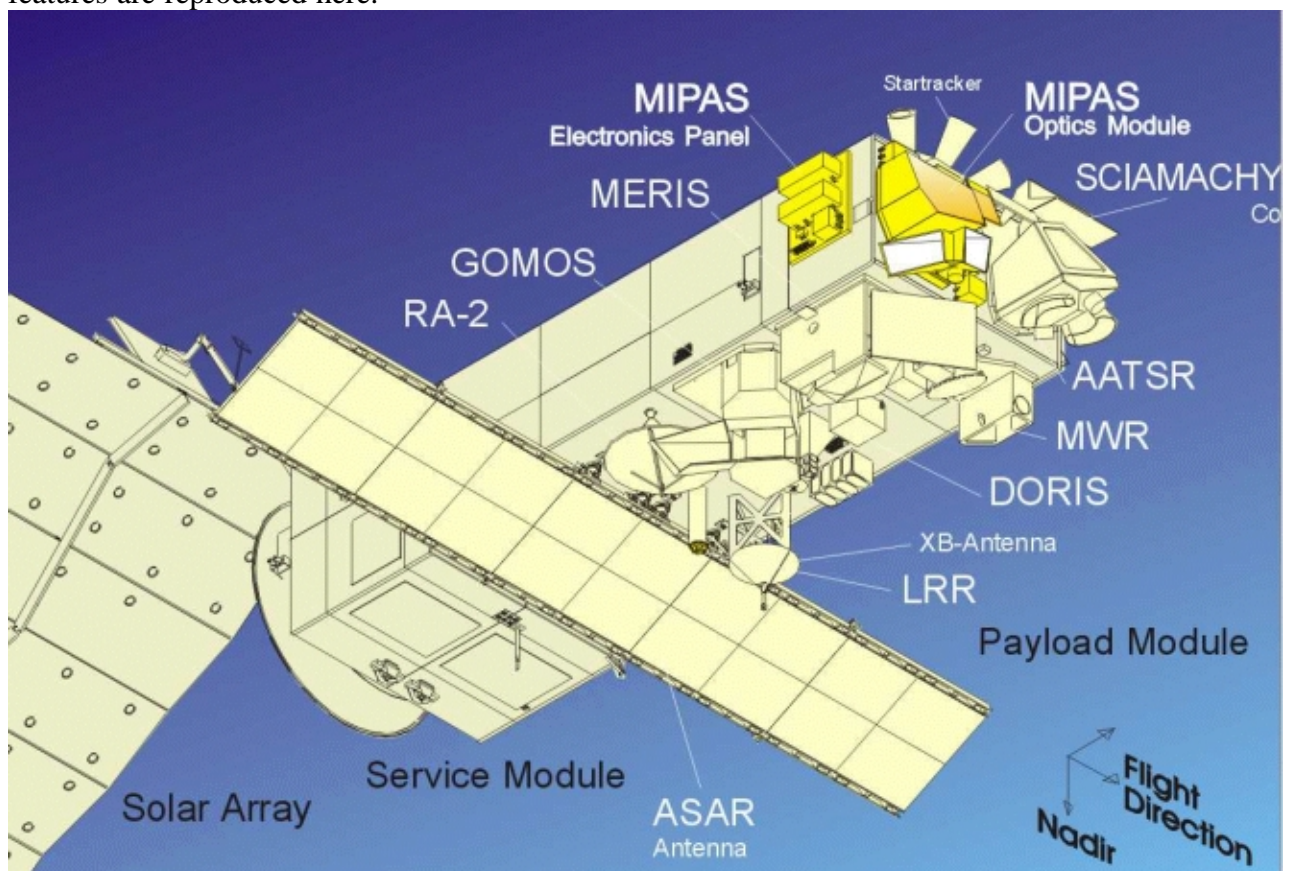 features are reproduced here.
Startracker
MIPAS
Electronics Panel
MIPAS
Optics Module
MERIS
SCIAMACHY
Co
GOMOS
RA-2
AATSR
MWR
DORIS
XB-Antenna
LRR
Payload Module
Service Module
Solar Array
ASAR
Antenna
Flight
Direction
Nadir